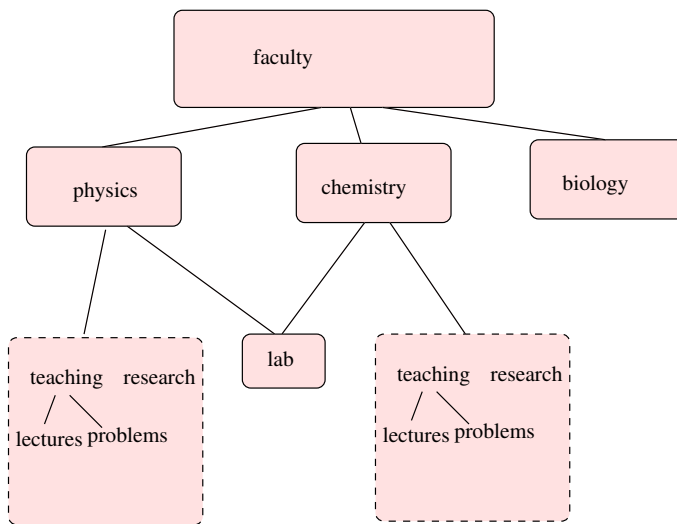 faculty
physics
chemistry
biology
lab
teaching research
lectures problems
teaching research
lectures problems